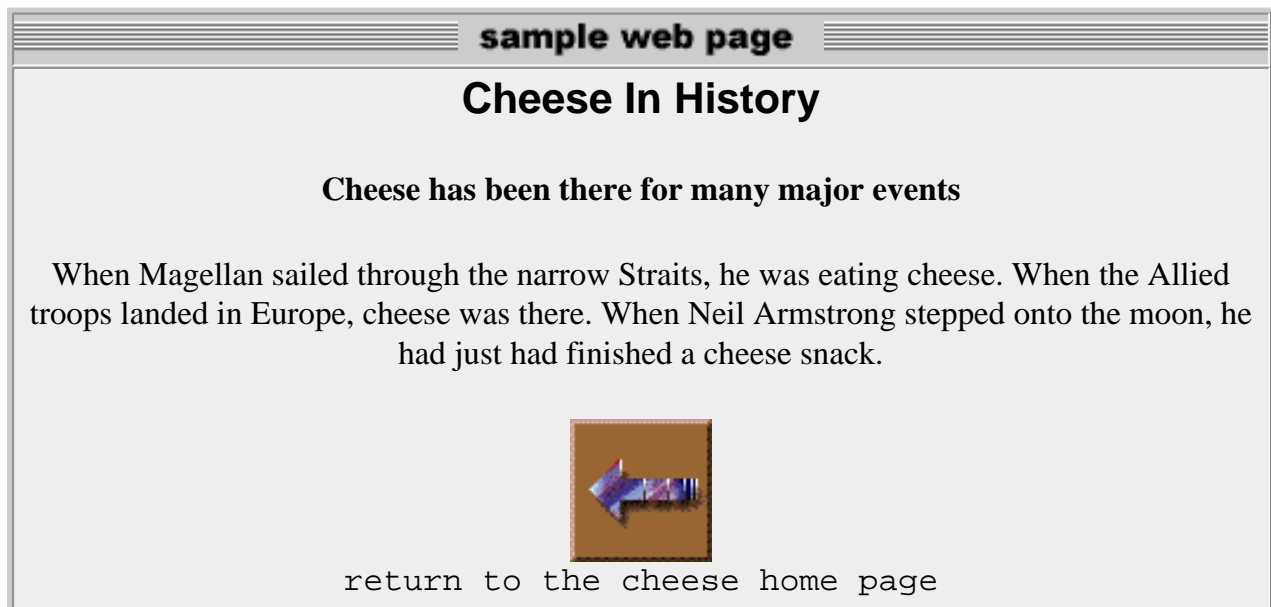 sample web page
Cheese In History
Cheese has been there for many major events
When Magellan sailed through the narrow Straits, he was eating cheese. When the Allied
troops landed in Europe, cheese was there. When Neil Armstrong stepped onto the moon, he
had just had finished a cheese snack.
return to the cheese home page